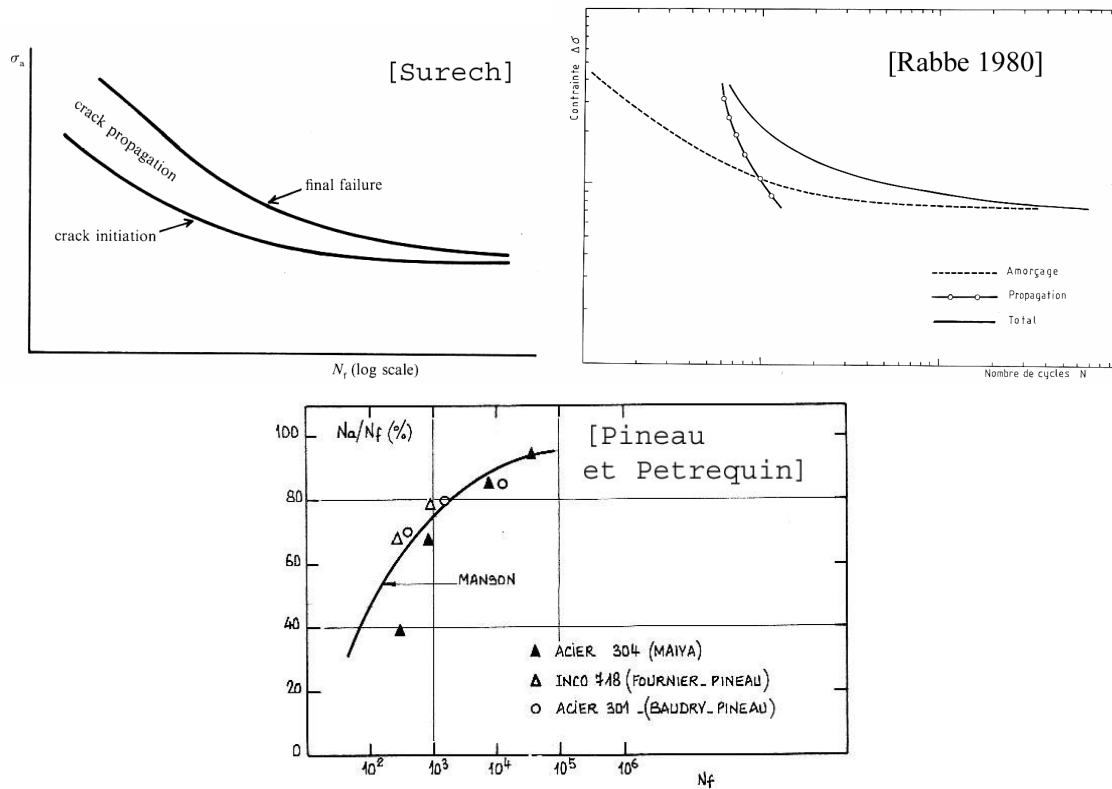 σa
[Surech]
crack propagation
final failure
crack initiation
Nf (log scale)
Contrainte Δσ
[Rabbe 1980]
Amorçage
Propagation
Total
Nombre de cycles N
Na/Nf (%)
[Pineau
et Petrequin]
100
80
60
40
20
0
MANSON
ACIER 304 (MAIYA)
INCO 718 (FOURNIER_PINEAU)
ACIER 301_(BAUDRY_PINEAU)
10² 10³ 10⁴ 10⁵ 10⁶
Nf